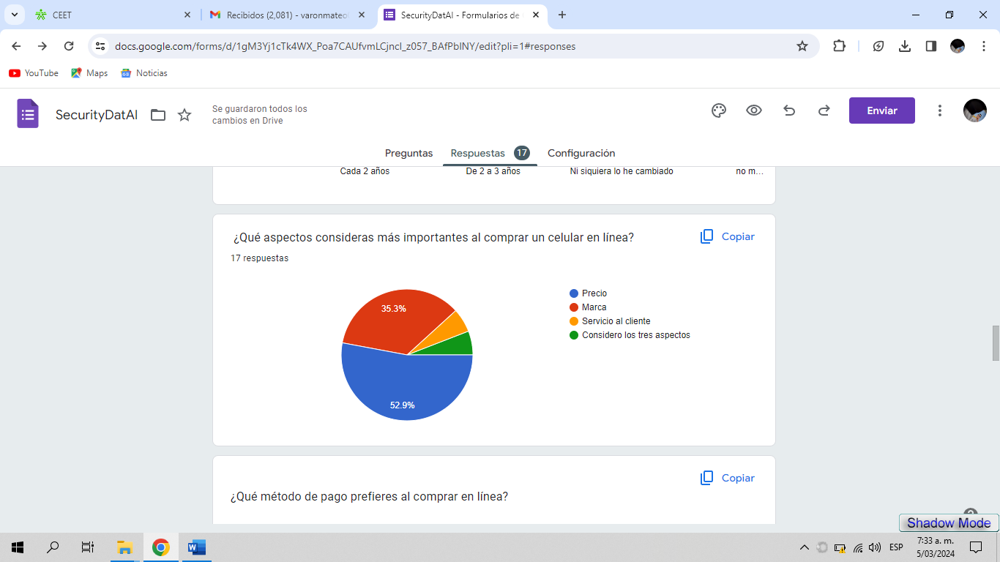 CEET
Recibidos (2,081) - varonmateo
SecurityDatAI - Formularios de
docs.google.com/forms/d/1gM3Yj1cTk4WX_Poa7CAUfvmLCjncI_z057_BAfPbINY/edit?pli=1#responses
YouTube
Maps
Noticias
SecurityDatAI
Se guardaron todos los
cambios en Drive
Enviar
Preguntas
Respuestas 17
Configuración
Cada 2 años
De 2 a 3 años
Ni siquiera lo he cambiado
no m...
¿Qué aspectos consideras más importantes al comprar un celular en línea?
Copiar
17 respuestas
35.3%
52.9%
Precio
Marca
Servicio al cliente
Considero los tres aspectos
Copiar
¿Qué método de pago prefieres al comprar en línea?
Shadow Mode
ESP
7:33 a. m.
5/03/2024